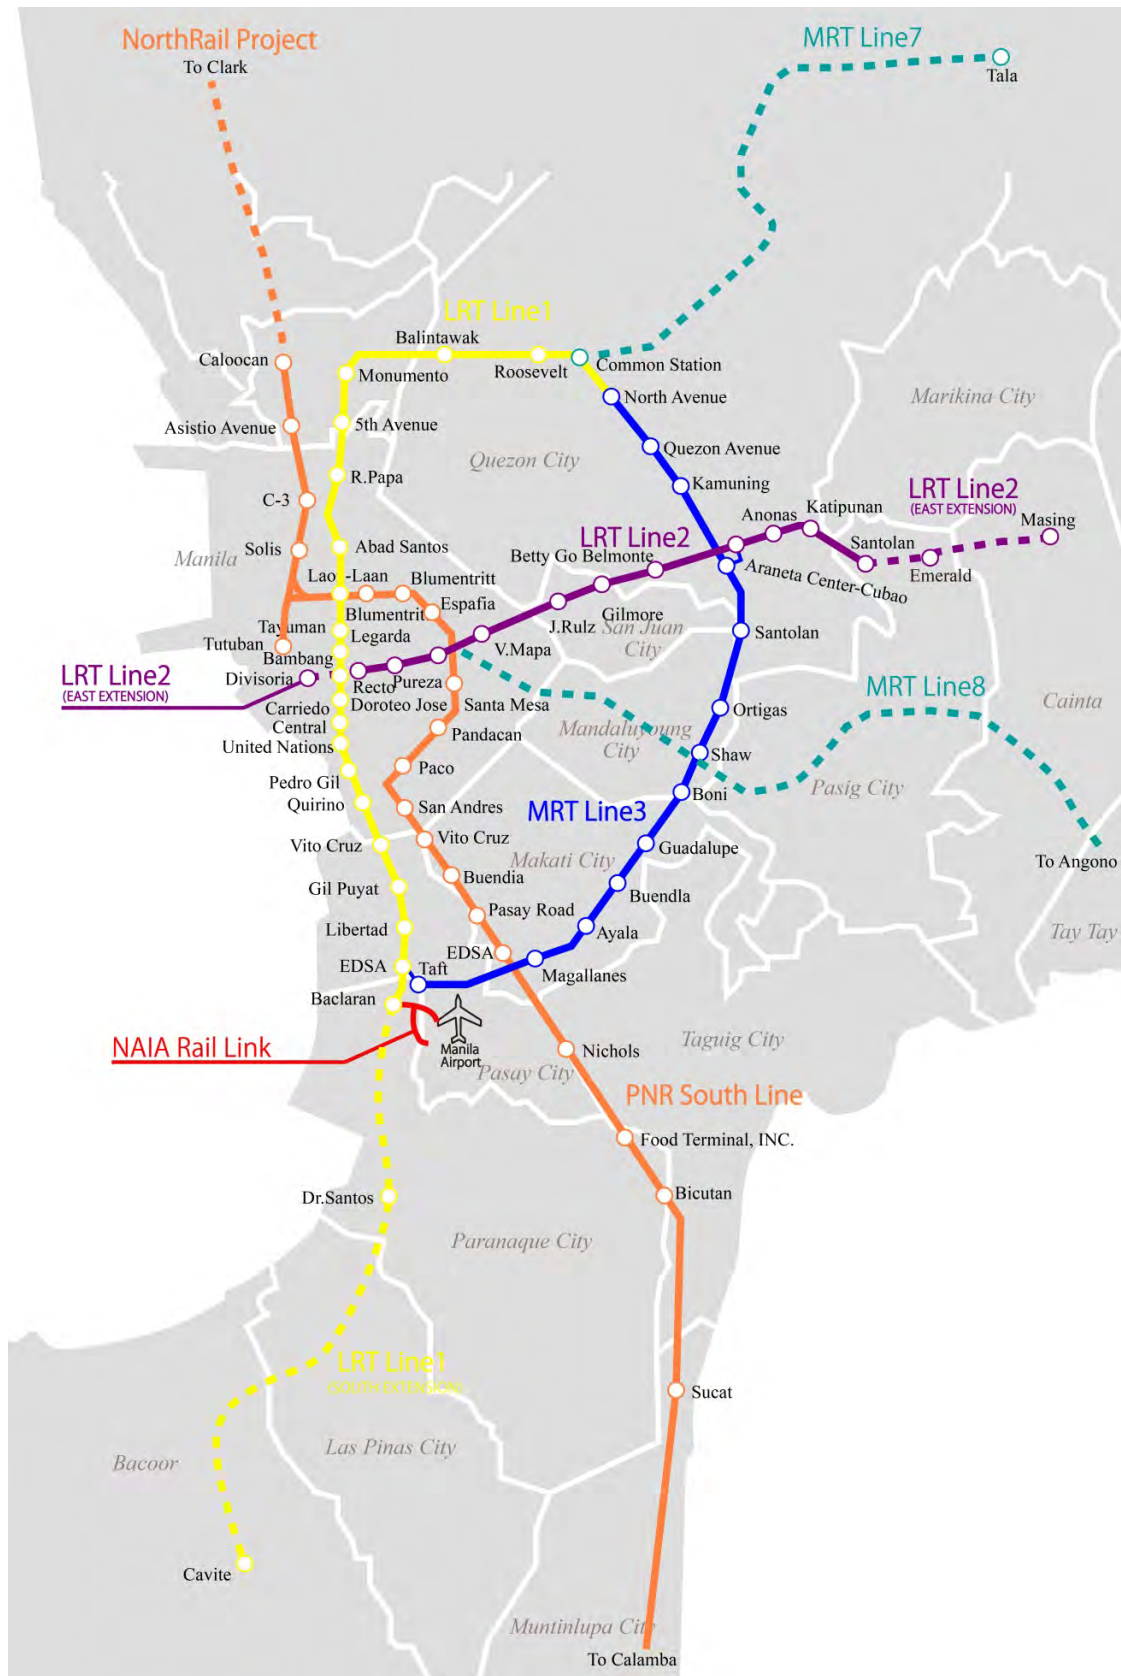 NorthRail Project
To Clark
MRT Line7
Tala
LRT Line1
Balintawak
Roosevelt
Common Station
Caloocan
Monumento
North Avenue
Marikina City
Asistio Avenue
5th Avenue
Quezon Avenue
Quezon City
R.Papa
Kamuning
LRT Line2
(EAST EXTENSION)
C-3
Katipunan
Anonas
Masing
LRT Line2
Santolan
Manila
Solis
Abad Santos
Betty Go Belmonte
Emerald
Laon-Laan
Blumentritt
Araneta Center-Cubao
Espafia
Gilmore
Blumentrit
J.Rulz
San Juan
City
Tayuman
Legarda
Santolan
Tutuban
V.Mapa
Bambang
LRT Line2
(EAST EXTENSION)
Divisoria
Recto
Pureza
MRT Line8
Doroteo Jose
Santa Mesa
Cainta
Carriedo
Ortigas
Central
Pandacan
Mandaluyoung
City
United Nations
Shaw
Paco
Pedro Gil
Pasig City
Quirino
San Andres
MRT Line3
Boni
Vito Cruz
Vito Cruz
Guadalupe
Makati City
To Angono
Gil Puyat
Buendia
Buendla
Pasay Road
Libertad
Ayala
Tay Tay
EDSA
EDSA
Taft
Magallanes
Baclaran
NAIA Rail Link
Manila
Airport
Nichols
Taguig City
Pasay City
PNR South Line
Food Terminal, INC.
Dr.Santos
Bicutan
Paranaque City
LRT Line1
(SOUTH EXTENSION)
Sucat
Las Pinas City
Bacoor
Cavite
Muntinlupa City
To Calamba